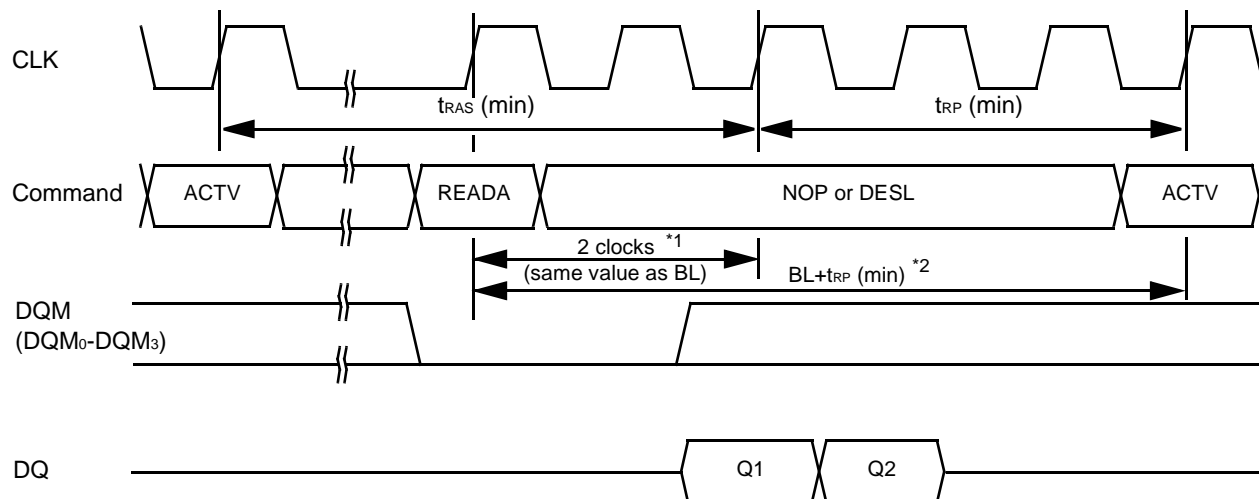 CLK
tRAS (min)
tRP (min)
Command
ACTV
READA
NOP or DESL
ACTV
2 clocks *1
(same value as BL)
BL+tRP (min) *2
DQM
(DQM0-DQM3)
DQ
Q1
Q2